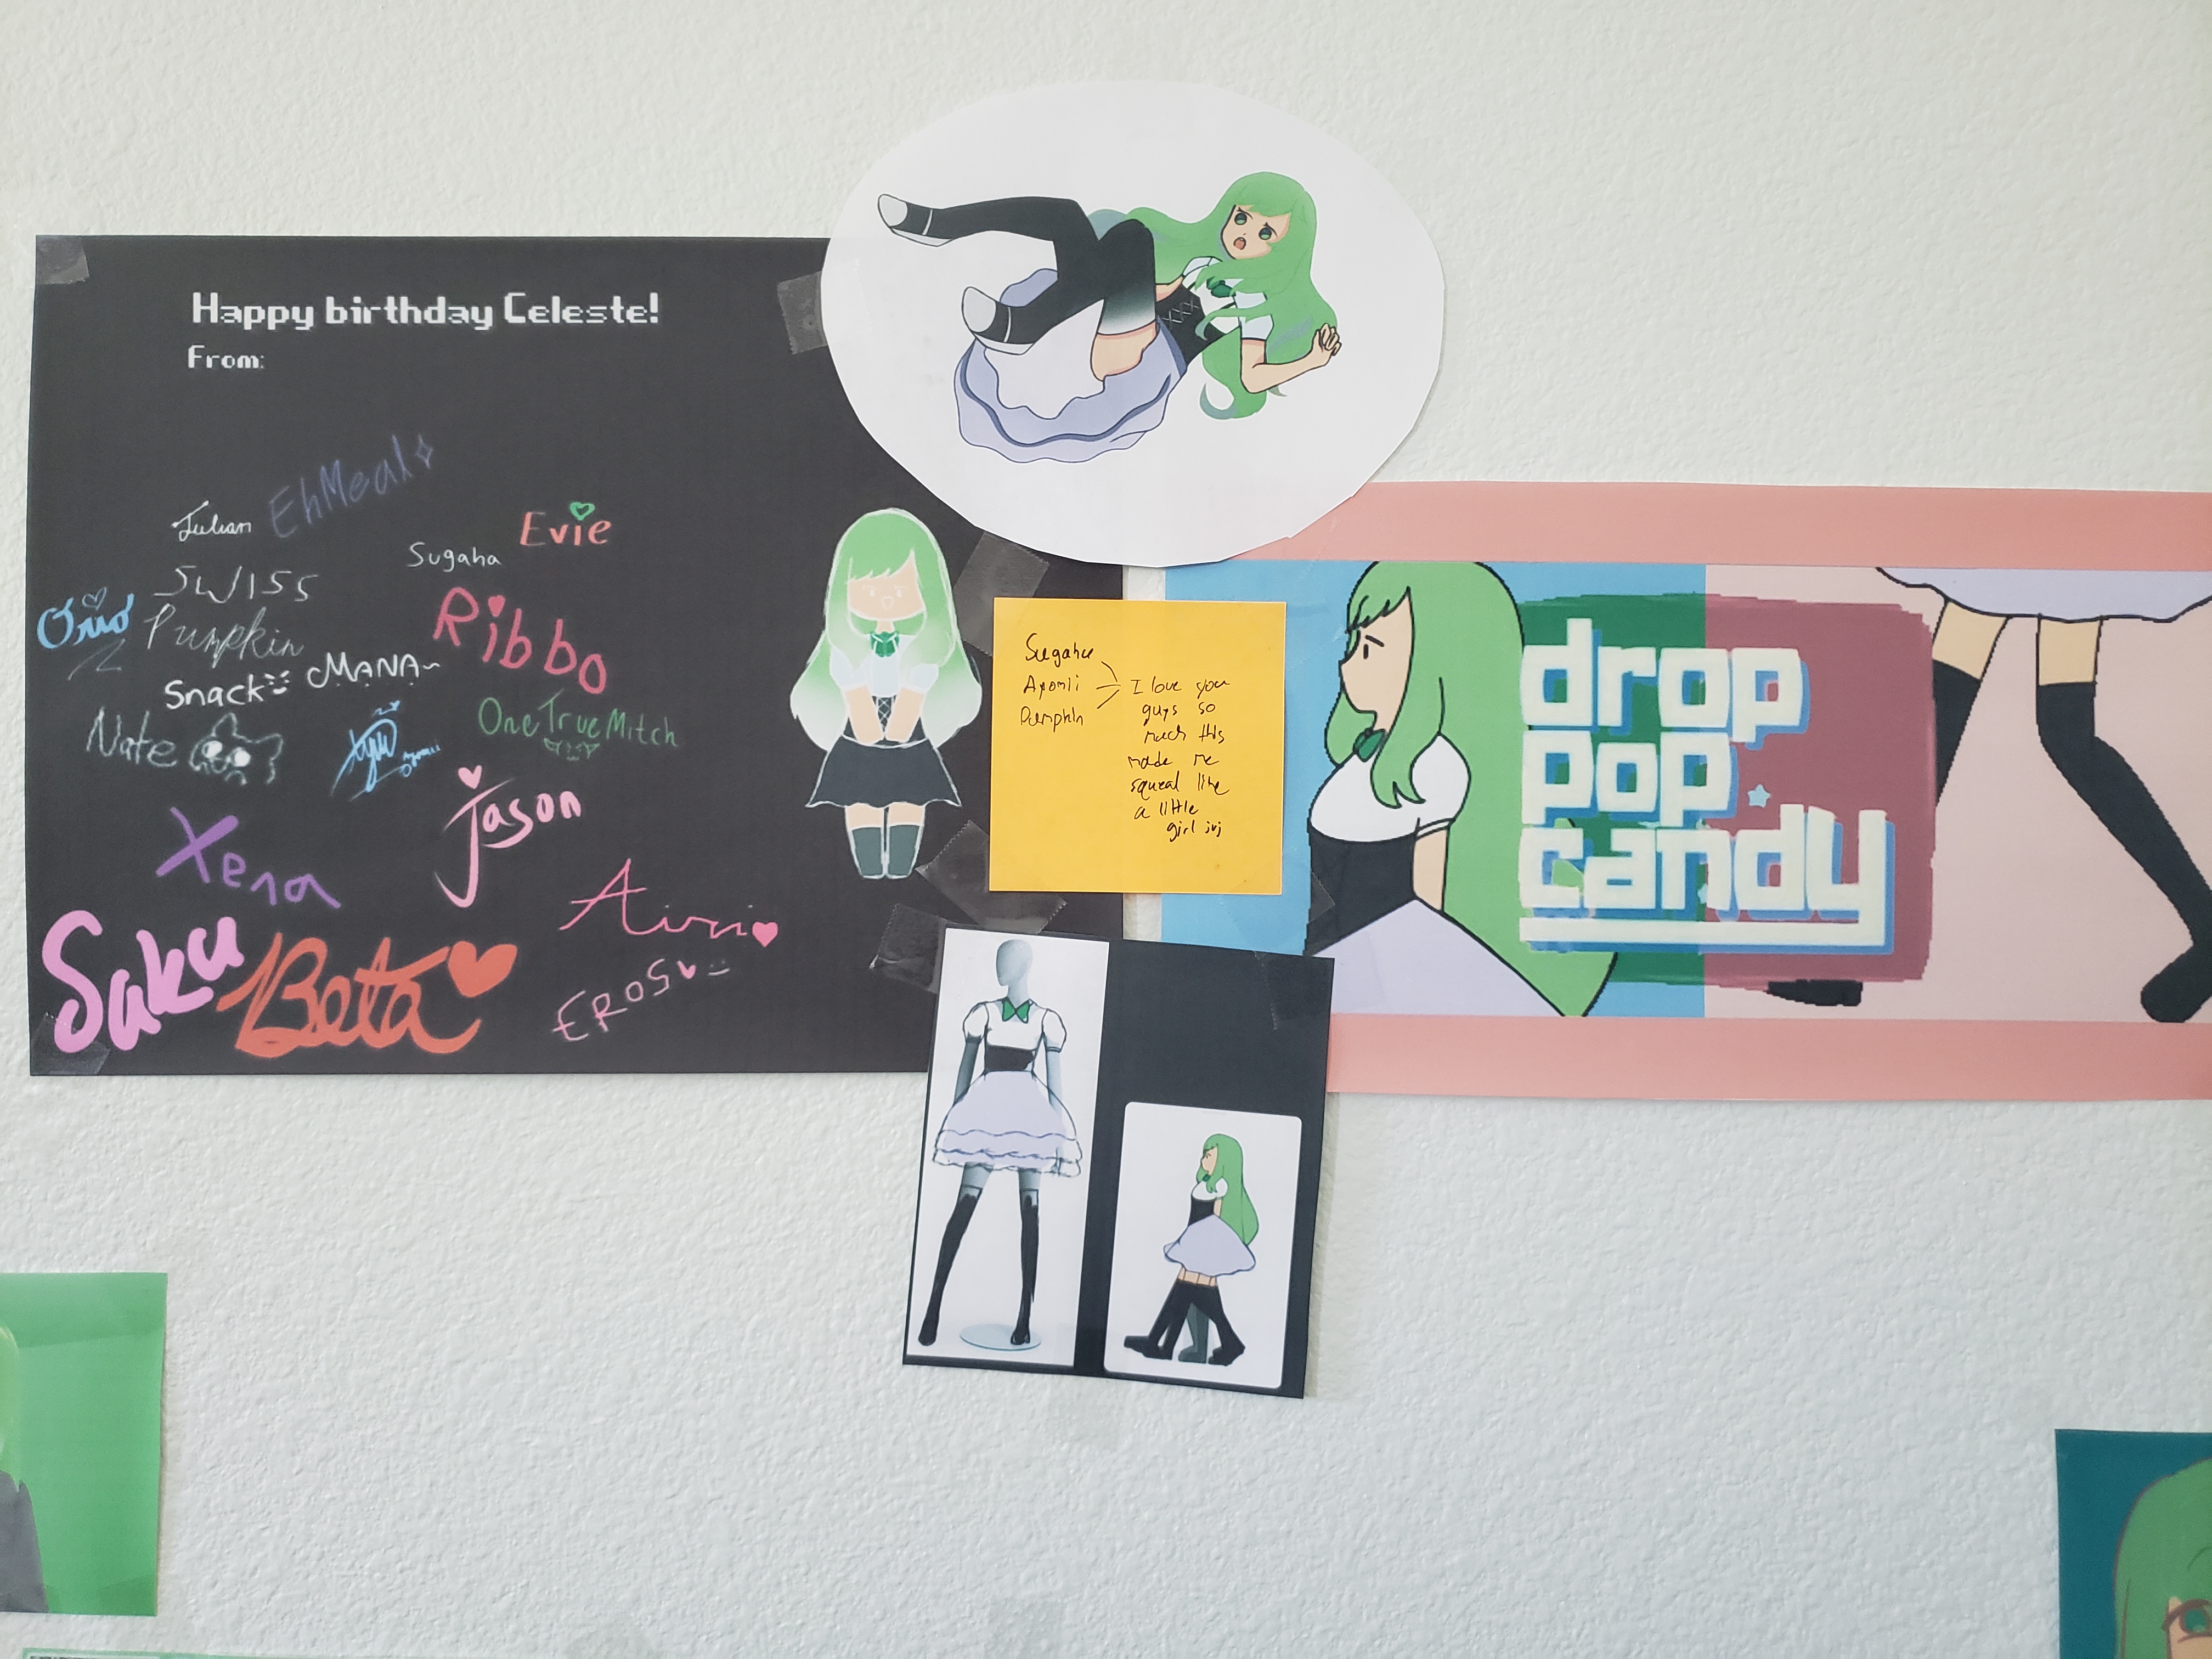 Happy birthday Celeste!
From:
EhMeal
Julian
Evie
Sugaha
SWISS
Ribbo
Pumpkin
MANA~
Snack
OneTrueMitch
Nate
Jason
Xena
Airi
Saku
Beta
EROS
Sugaha
Ayomii
Pumpkin
I love you
guys so
much this
made me
squeal like
a little
girl jvj
drop
pop
candy